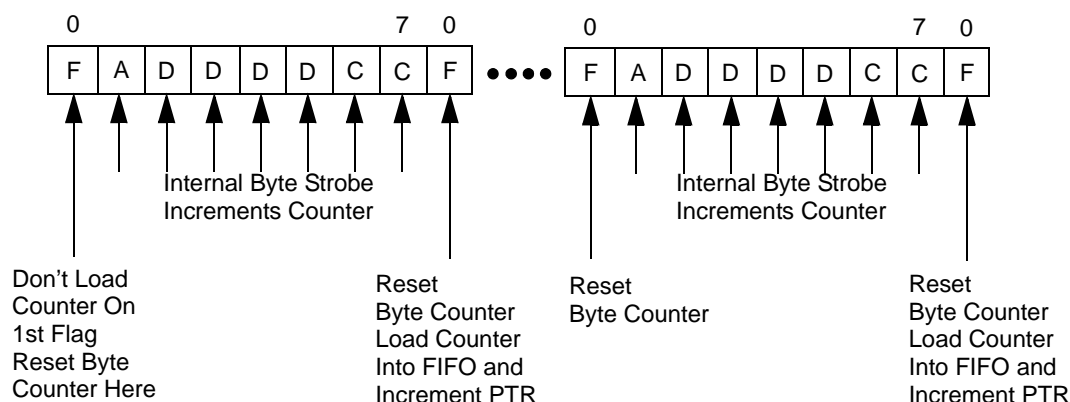 0 7 0 0 7 0
F A D D D D C C F •••• F A D D D D C C F
Internal Byte Strobe
Increments Counter
Internal Byte Strobe
Increments Counter
Don't Load
Counter On
1st Flag
Reset Byte
Counter Here
Reset
Byte Counter
Load Counter
Into FIFO and
Increment PTR
Reset
Byte Counter
Reset
Byte Counter
Load Counter
Into FIFO and
Increment PTR